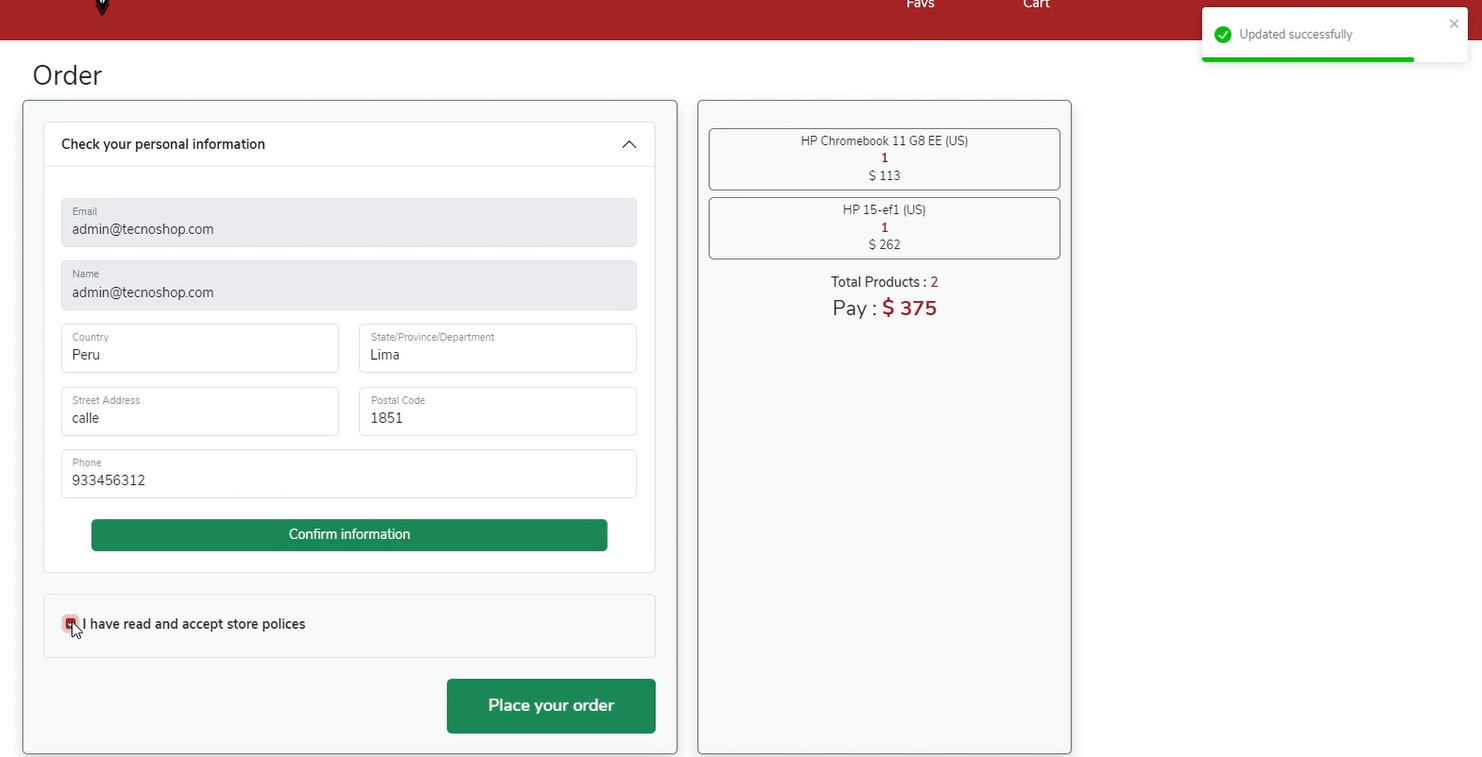 Favs
Cart
Updated successfully
Order
Check your personal information
Email
admin@tecnoshop.com
Name
admin@tecnoshop.com
Country
Peru
State/Province/Department
Lima
Street Address
calle
Postal Code
1851
Phone
933456312
Confirm information
I have read and accept store polices
Place your order
HP Chromebook 11 G8 EE (US)
1
$ 113
HP 15-ef1 (US)
1
$ 262
Total Products : 2
Pay : $ 375